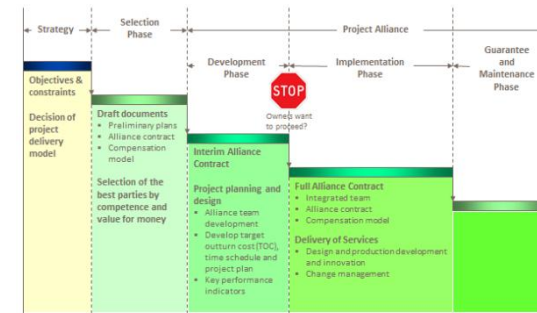 Strategy
Selection
Phase
Project Alliance
Development
Phase
Implementation
Phase
Guarantee
and
Maintenance
Phase
STOP
Owners want
to proceed?
Objectives &
constraints
Decision of
project
delivery
model
Draft documents
• Preliminary plans
• Alliance contract
• Compensation
model
Selection of the
best parties by
competence and
value for money
Interim Alliance
Contract
Project planning and
design
• Alliance team
development
• Develop target
outturn cost (TOC),
time schedule and
project plan
• Key performance
indicators
Full Alliance Contract
• Integrated team
• Alliance contract
• Compensation model
Delivery of Services
• Design and production development
and innovation
• Change management